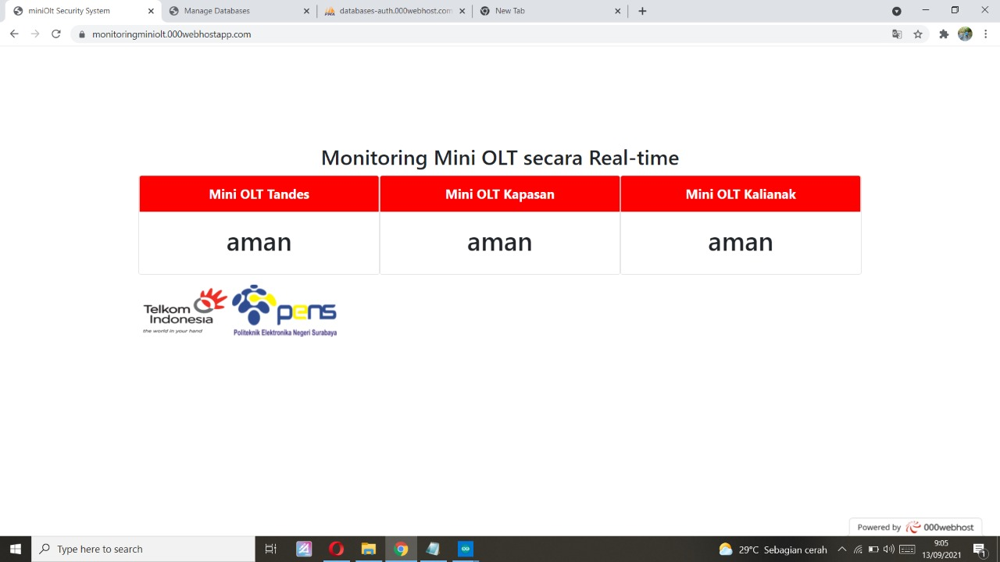 miniOlt Security System
Manage Databases
databases-auth.000webhost.com
New Tab
monitoringminiolt.000webhostapp.com
Monitoring Mini OLT secara Real-time
Mini OLT Tandes Mini OLT Kapasan Mini OLT Kalianak
aman aman aman
Telkom
Indonesia
the world in your hand
pens
Politeknik Elektronika Negeri Surabaya
Powered by 000webhost
Type here to search
29°C Sebagian cerah
9:05
13/09/2021
1